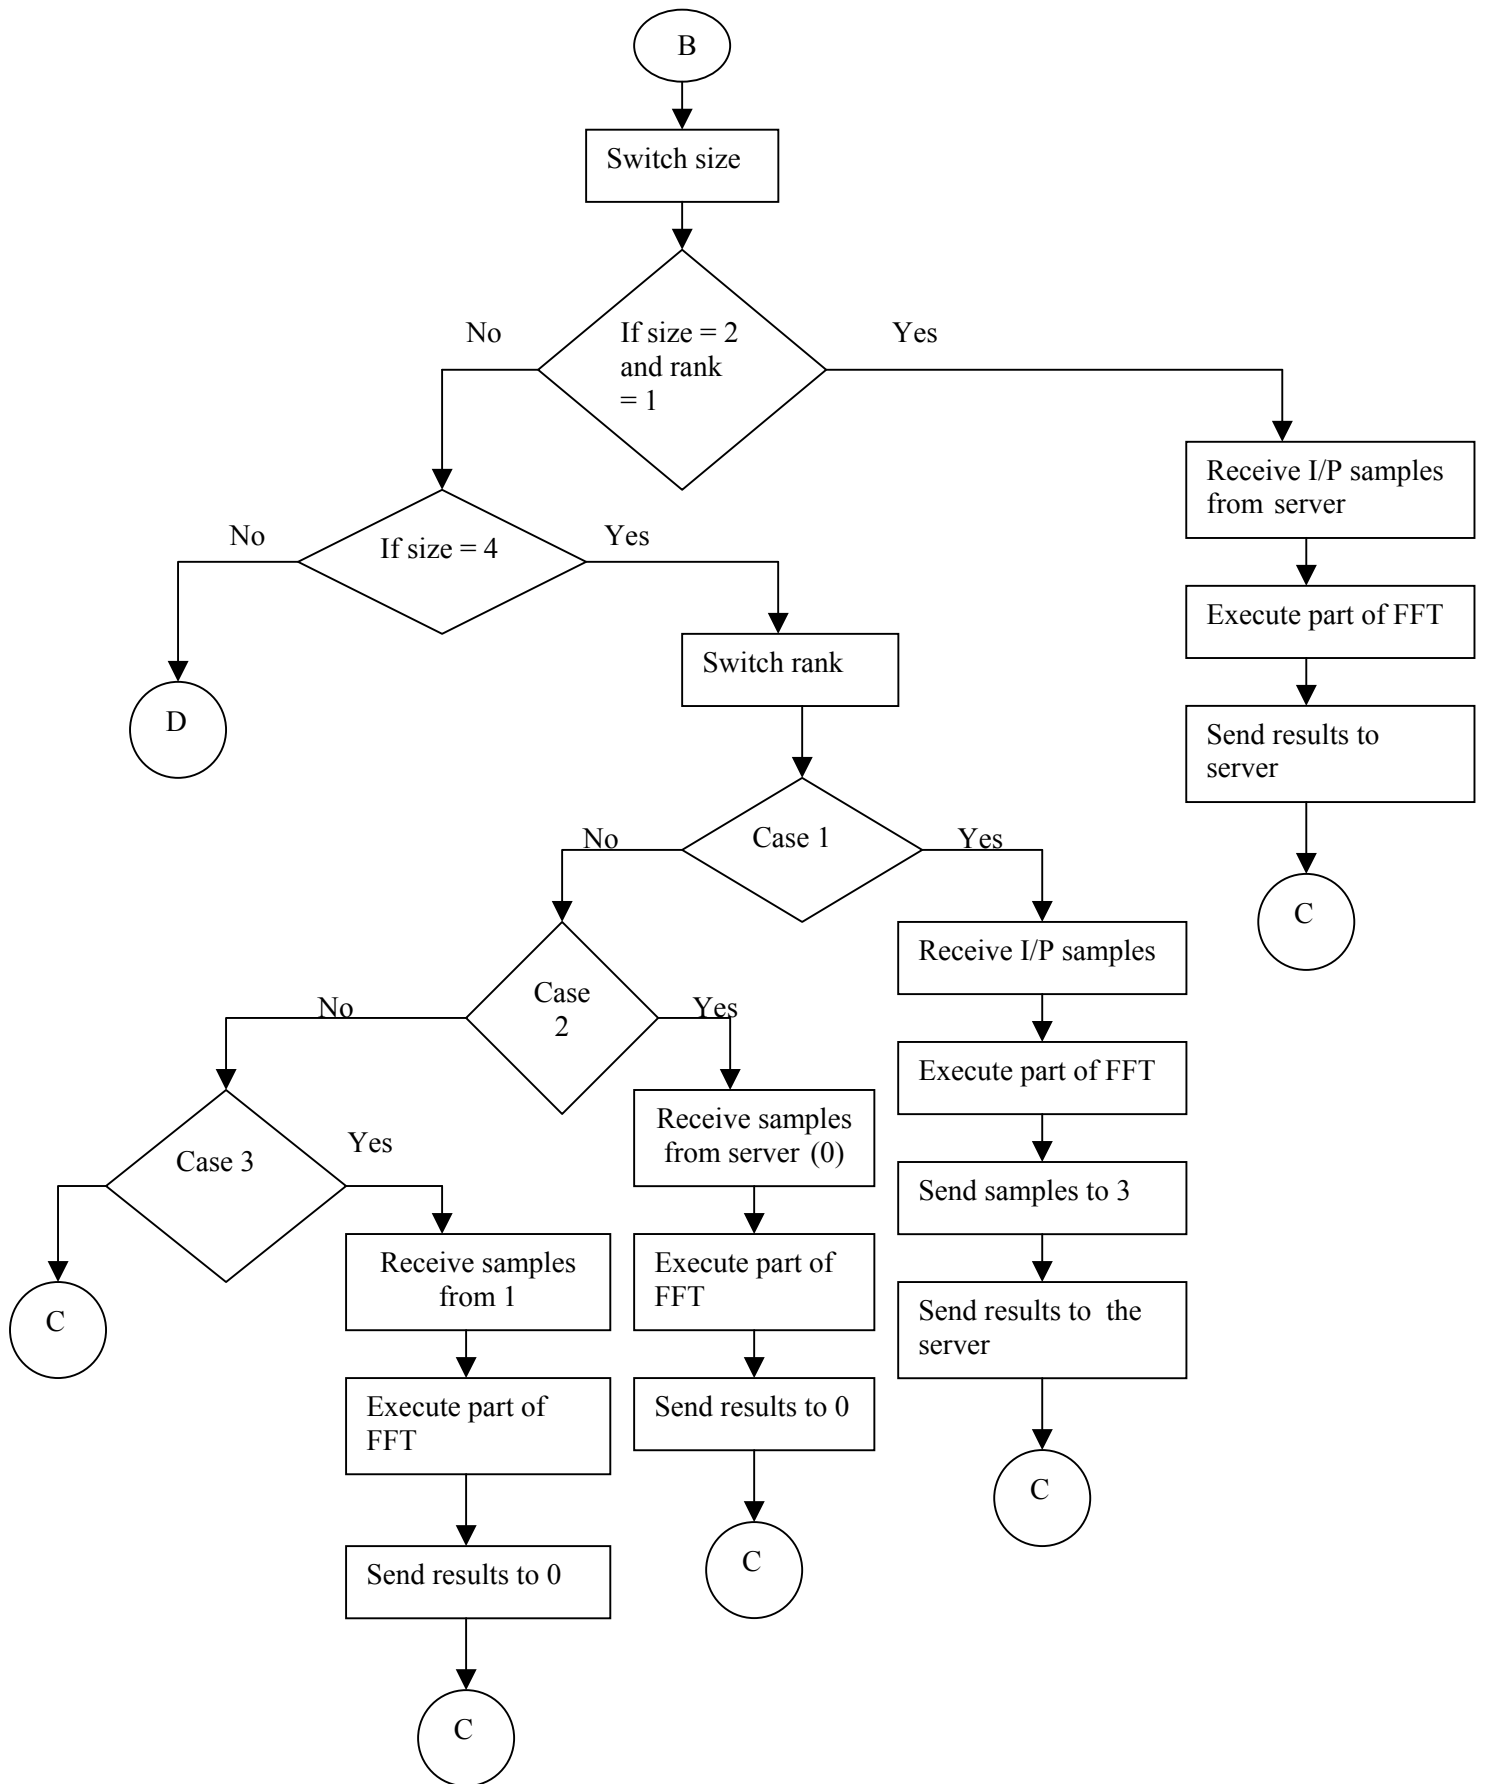 B
Switch size
No
If size = 2
and rank
= 1
Yes
Receive I/P samples
from server
No
If size = 4
Yes
Execute part of FFT
Switch rank
D
Send results to
server
No
Case 1
Yes
C
Receive I/P samples
No
Case
2
Yes
Execute part of FFT
Receive samples
from server (0)
Case 3
Yes
Send samples to 3
Receive samples
from 1
Execute part of
FFT
C
Send results to the
server
Execute part of
FFT
Send results to 0
C
Send results to 0
C
C